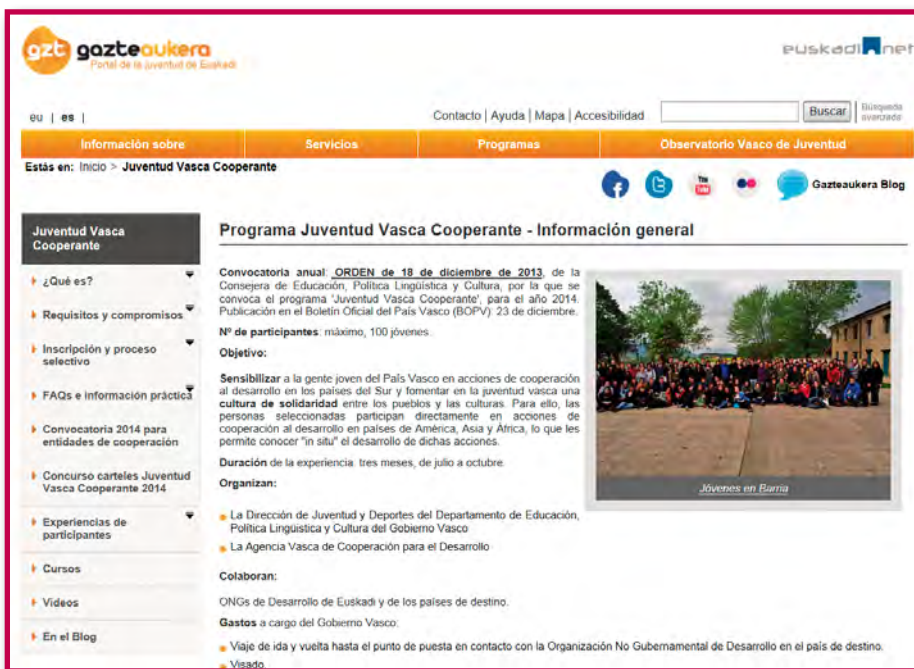 gzt gazteaukera
Portal de la juventud de Euskadi
euskadi.net
eu | es |
Contacto | Ayuda | Mapa | Accesibilidad
Buscar
Búsqueda
avanzada
Información sobre
Servicios
Programas
Observatorio Vasco de Juventud
Estás en: Inicio > Juventud Vasca Cooperante
You
Tube
Gazteaukera Blog
Juventud Vasca
Cooperante
¿Qué es?
Requisitos y compromisos
Inscripción y proceso
selectivo
FAQs e información práctica
Convocatoria 2014 para
entidades de cooperación
Concurso carteles Juventud
Vasca Cooperante 2014
Experiencias de
participantes
Cursos
Videos
En el Blog
Programa Juventud Vasca Cooperante - Información general
Convocatoria anual: ORDEN de 18 de diciembre de 2013, de la
Consejera de Educación, Política Lingüística y Cultura, por la que se
convoca el programa 'Juventud Vasca Cooperante', para el año 2014.
Publicación en el Boletín Oficial del País Vasco (BOPV): 23 de diciembre.
Nº de participantes: máximo, 100 jóvenes.
Objetivo:
Sensibilizar a la gente joven del País Vasco en acciones de cooperación
al desarrollo en los países del Sur y fomentar en la juventud vasca una
cultura de solidaridad entre los pueblos y las culturas. Para ello, las
personas seleccionadas participan directamente en acciones de
cooperación al desarrollo en países de América, Asia y África, lo que les
permite conocer "in situ" el desarrollo de dichas acciones.
Duración de la experiencia: tres meses, de julio a octubre.
Organizan:
La Dirección de Juventud y Deportes del Departamento de Educación,
Política Lingüistica y Cultura del Gobierno Vasco
La Agencia Vasca de Cooperación para el Desarrollo
Jóvenes en Barria
Colaboran:
ONGs de Desarrollo de Euskadi y de los países de destino.
Gastos a cargo del Gobierno Vasco:
Viaje de ida y vuelta hasta el punto de puesta en contacto con la Organización No Gubernamental de Desarrollo en el país de destino.
Visado.